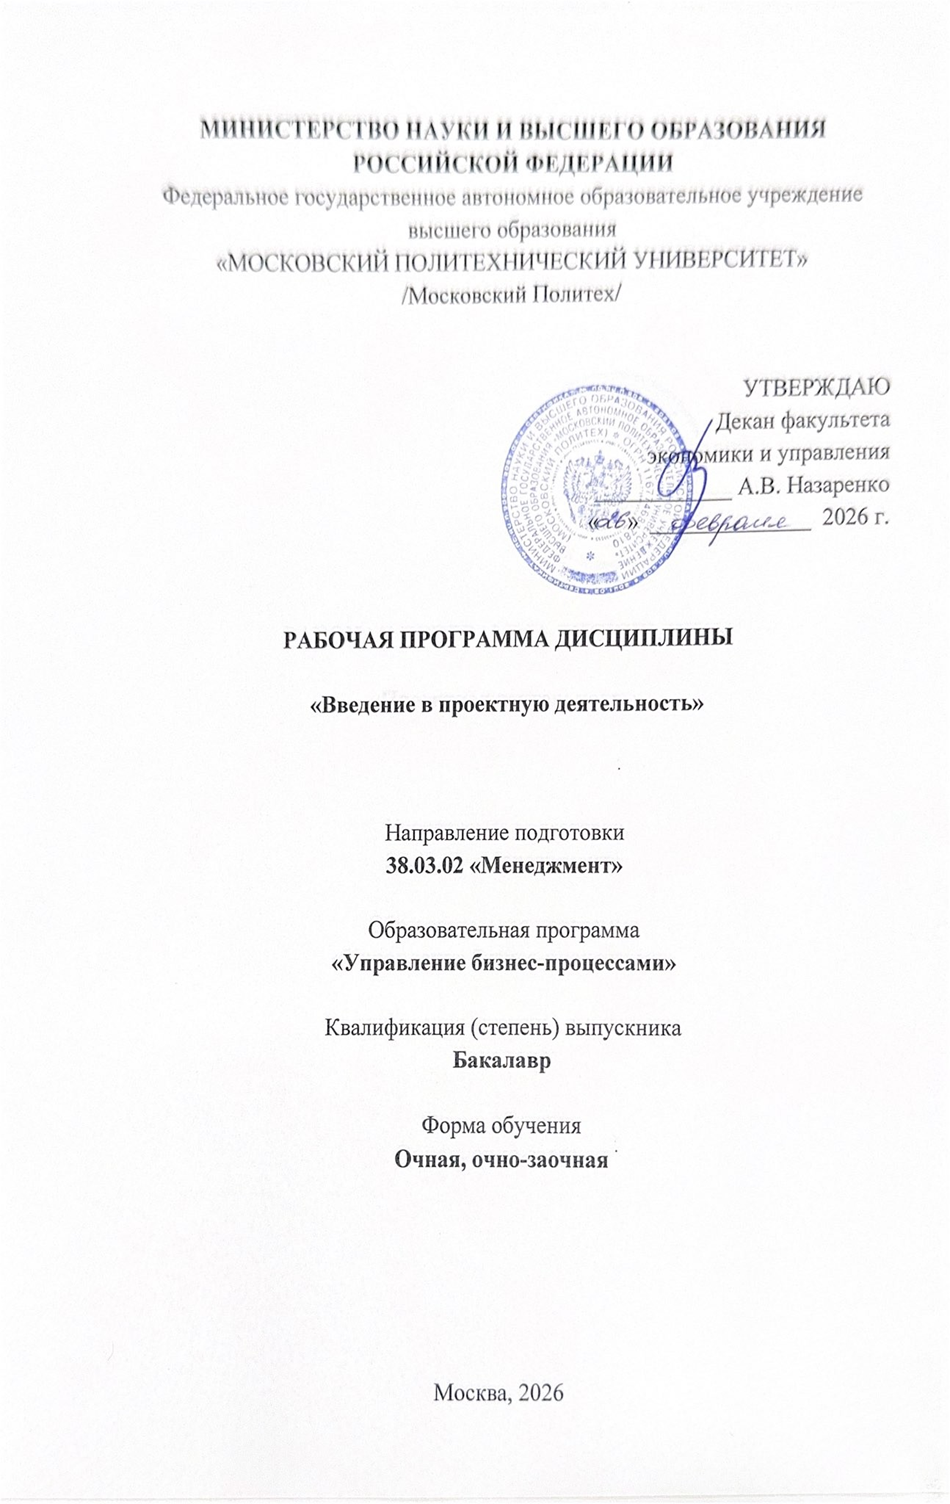 МИНИСТЕРСТВО НАУКИ И ВЫСШЕГО ОБРАЗОВАНИЯ
РОССИЙСКОЙ ФЕДЕРАЦИИ
Федеральное государственное автономное образовательное учреждение
высшего образования
«МОСКОВСКИЙ ПОЛИТЕХНИЧЕСКИЙ УНИВЕРСИТЕТ»
/Московский Политех/
УТВЕРЖДАЮ
Декан факультета
экономики и управления
А.В. Назаренко
«26» февраля 2026 г.
РАБОЧАЯ ПРОГРАММА ДИСЦИПЛИНЫ
«Введение в проектную деятельность»
Направление подготовки
38.03.02 «Менеджмент»
Образовательная программа
«Управление бизнес-процессами»
Квалификация (степень) выпускника
Бакалавр
Форма обучения
Очная, очно-заочная
Москва, 2026